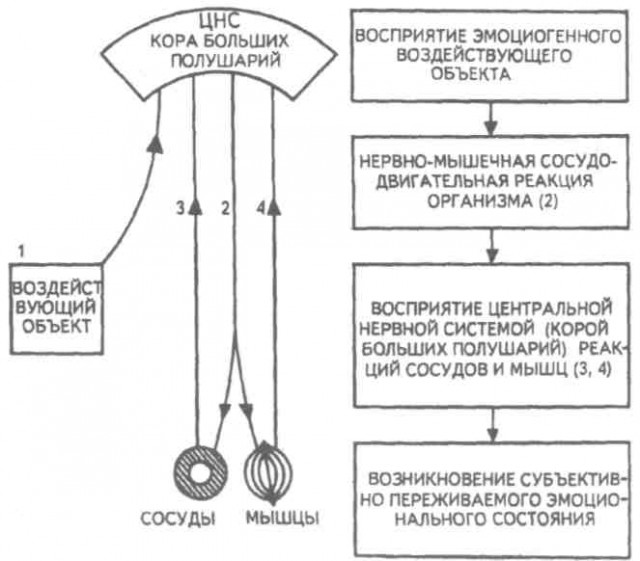 ЦНС
КОРА БОЛЬШИХ
ПОЛУШАРИЙ
3
2
4
1
ВОЗДЕЙСТ
ВУЮЩИЙ
ОБЪЕКТ
СОСУДЫ
МЫШЦЫ
ВОСПРИЯТИЕ ЭМОЦИОГЕННОГО
ВОЗДЕЙСТВУЮЩЕГО
ОБЪЕКТА
НЕРВНО-МЫШЕЧНАЯ СОСУДО-
ДВИГАТЕЛЬНАЯ РЕАКЦИЯ
ОРГАНИЗМА (2)
ВОСПРИЯТИЕ ЦЕНТРАЛЬНОЙ
НЕРВНОЙ СИСТЕМОЙ (КОРОЙ
БОЛЬШИХ ПОЛУШАРИЙ) РЕАК-
ЦИЙ СОСУДОВ И МЫШЦ (3, 4)
ВОЗНИКНОВЕНИЕ СУБЪЕКТИВ-
НО ПЕРЕЖИВАЕМОГО ЭМОЦИО-
НАЛЬНОГО СОСТОЯНИЯ